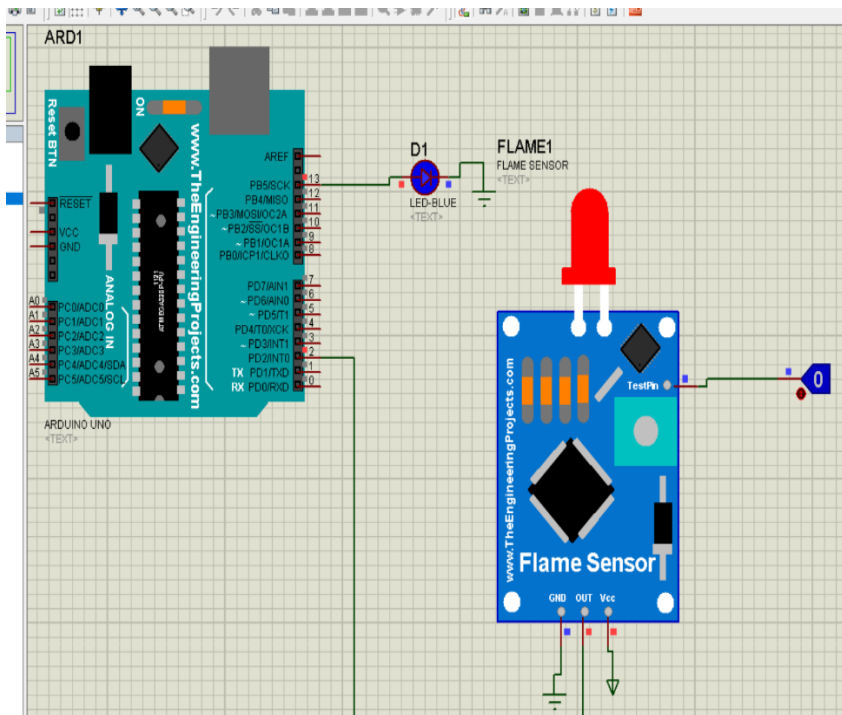 ARD1
Reset BTN
ON
www.TheEngineeringProjects.com
AREF
PB5/SCK 13
PB4/MISO 12
~PB3/MOSI/OC2A 11
~PB2/SS/OC1B 10
~PB1/OC1A 9
PB0/ICP1/CLKO 8
RESET
VCC
GND
ANALOG IN
A0 PC0/ADC0
A1 PC1/ADC1
A2 PC2/ADC2
A3 PC3/ADC3
A4 PC4/ADC4/SDA
A5 PC5/ADC5/SCL
PD7/AIN1 7
~PD6/AIN0 6
~PD5/T1 5
PD4/T0/XCK 4
~PD3/INT1 3
PD2/INT0 2
TX PD1/TXD 1
RX PD0/RXD 0
ARDUINO UNO
<TEXT>
D1
LED-BLUE
<TEXT>
FLAME1
FLAME SENSOR
<TEXT>
www.TheEngineeringProjects.com
TestPin
0
Flame Sensor
GND OUT Vcc